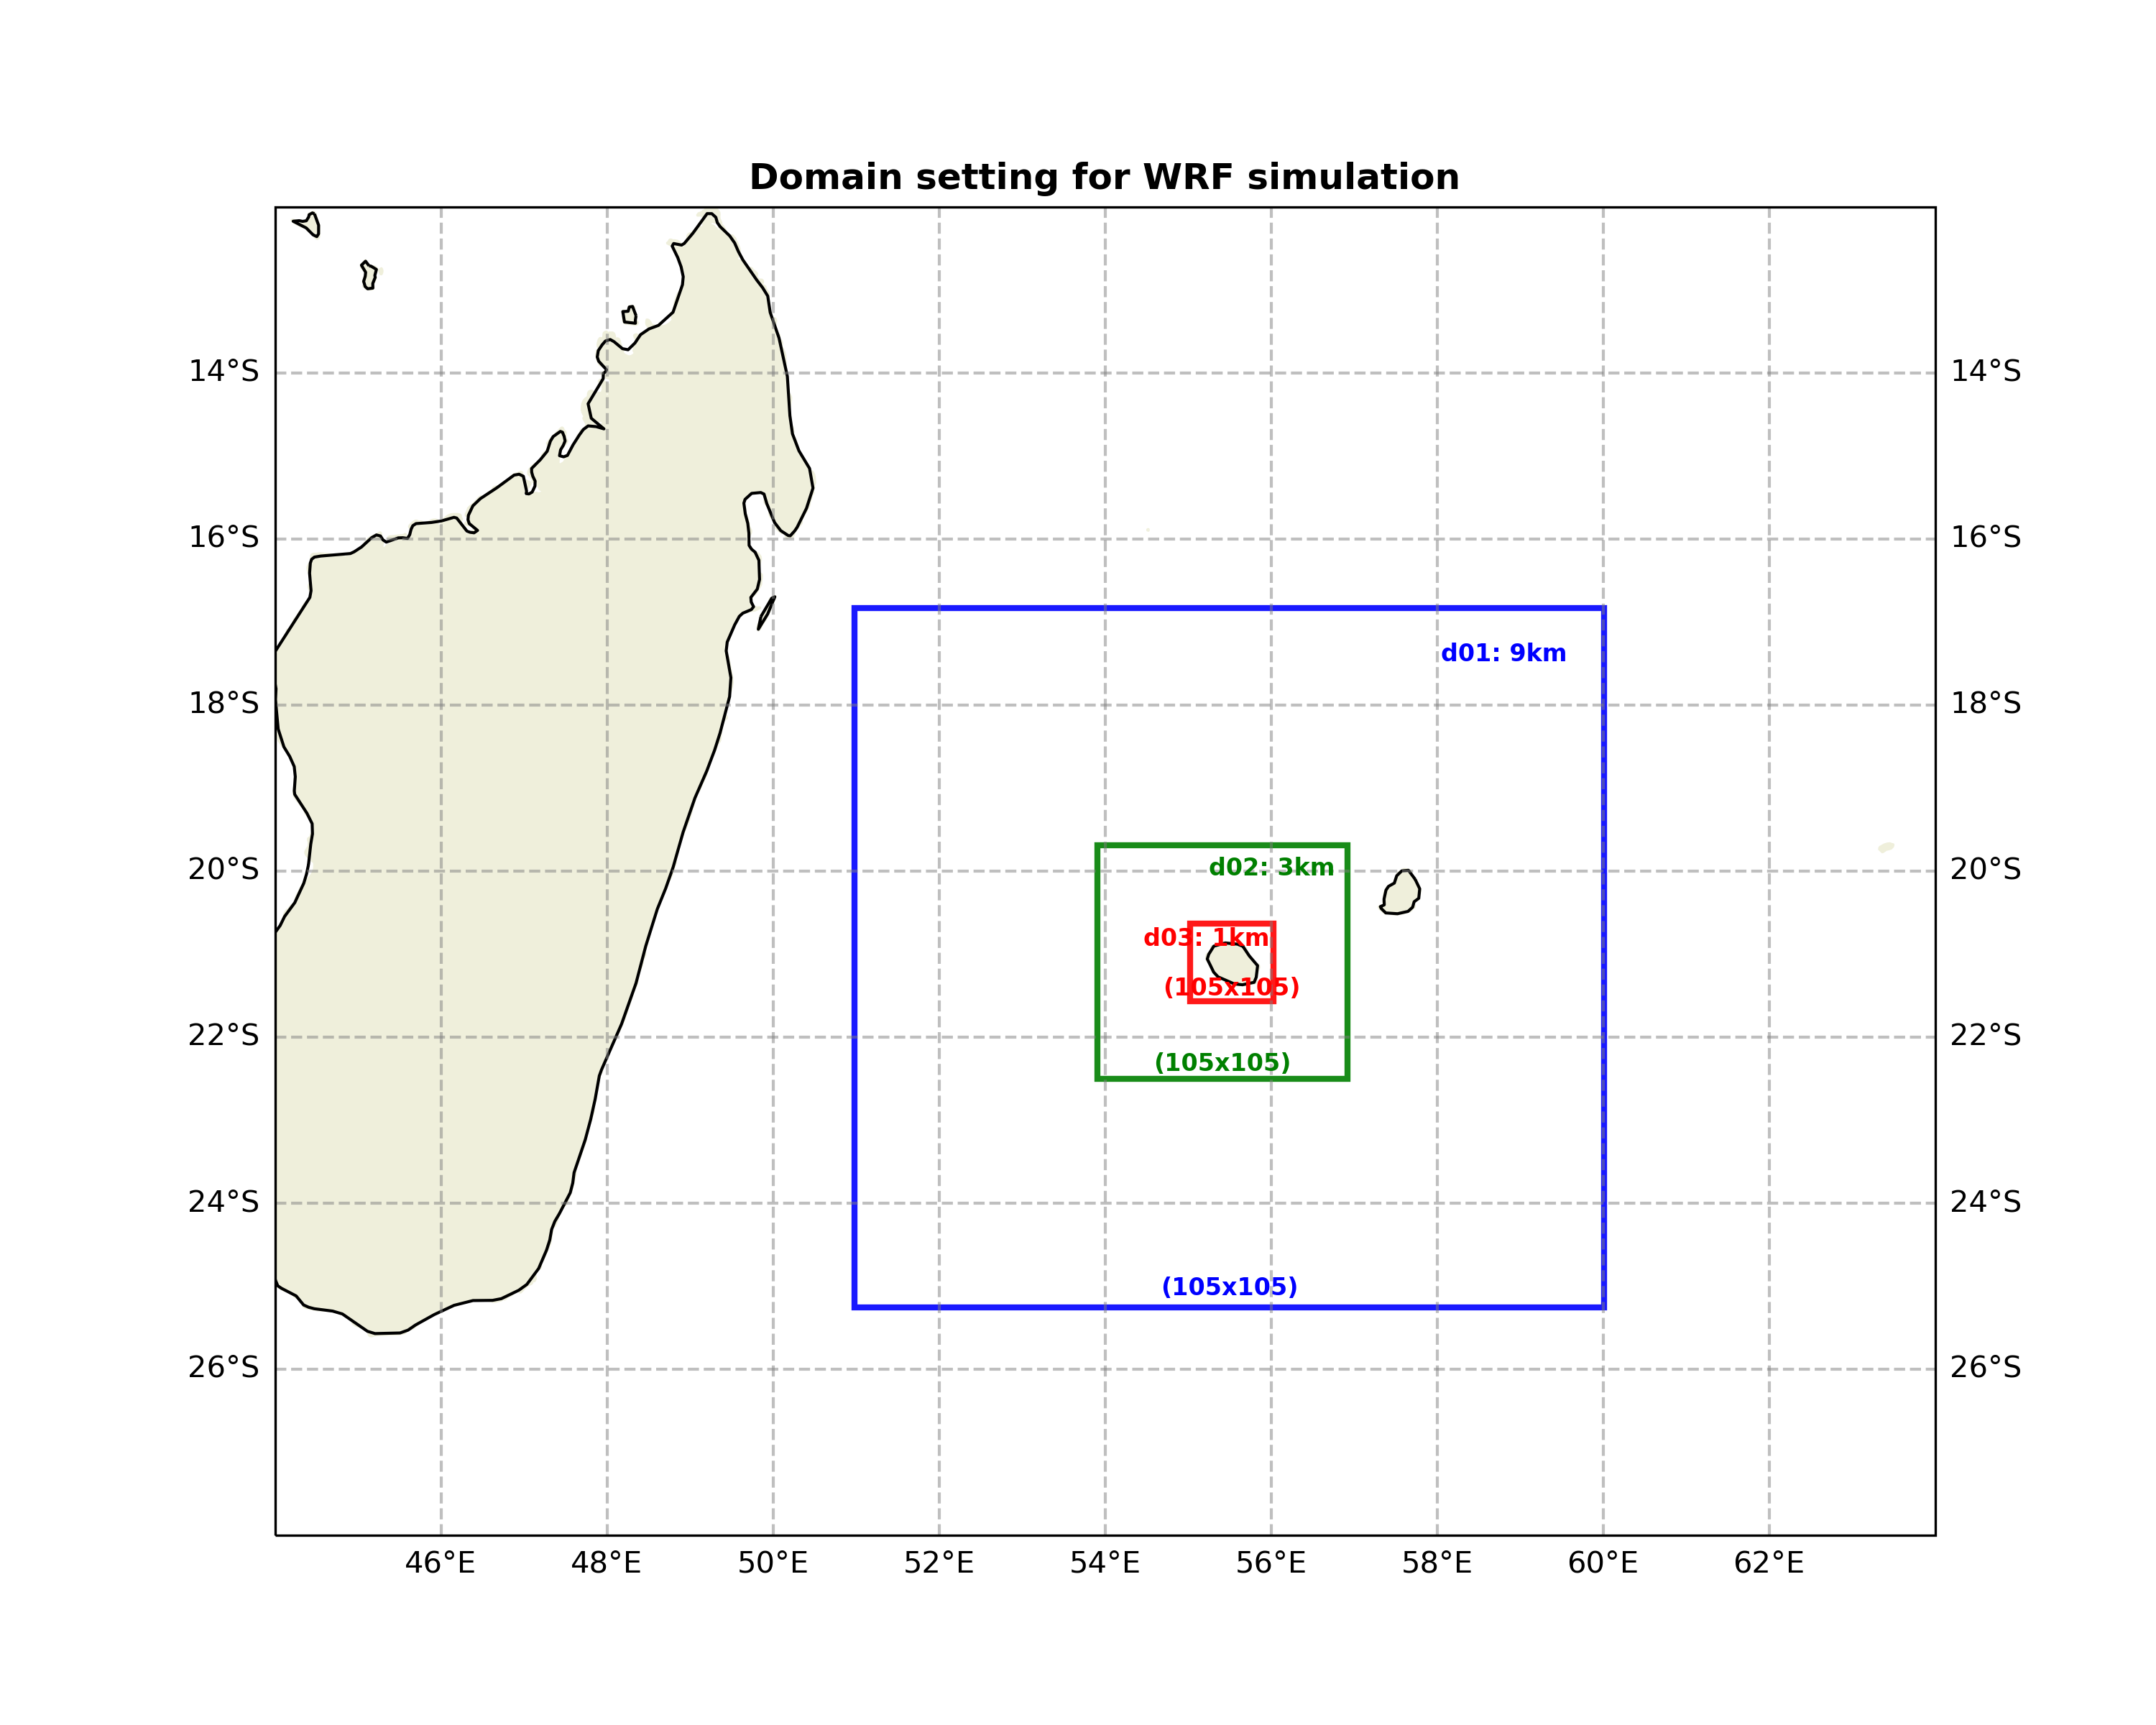 Domain setting for WRF simulation
14°S 14°S
16°S 16°S
d01: 9km
18°S 18°S
d02: 3km
20°S 20°S
d03: 1km
(105x105)
22°S 22°S
(105x105)
24°S 24°S
(105x105)
26°S 26°S
46°E 48°E 50°E 52°E 54°E 56°E 58°E 60°E 62°E